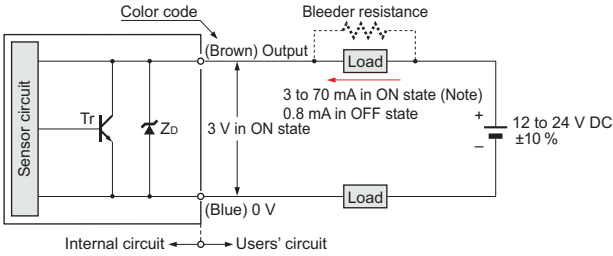 Color code
Bleeder resistance
(Brown) Output
Load
Sensor circuit
Tr
ZD
3 V in ON state
3 to 70 mA in ON state (Note)
0.8 mA in OFF state
+
12 to 24 V DC
±10 %
–
(Blue) 0 V
Load
Internal circuit
Users' circuit